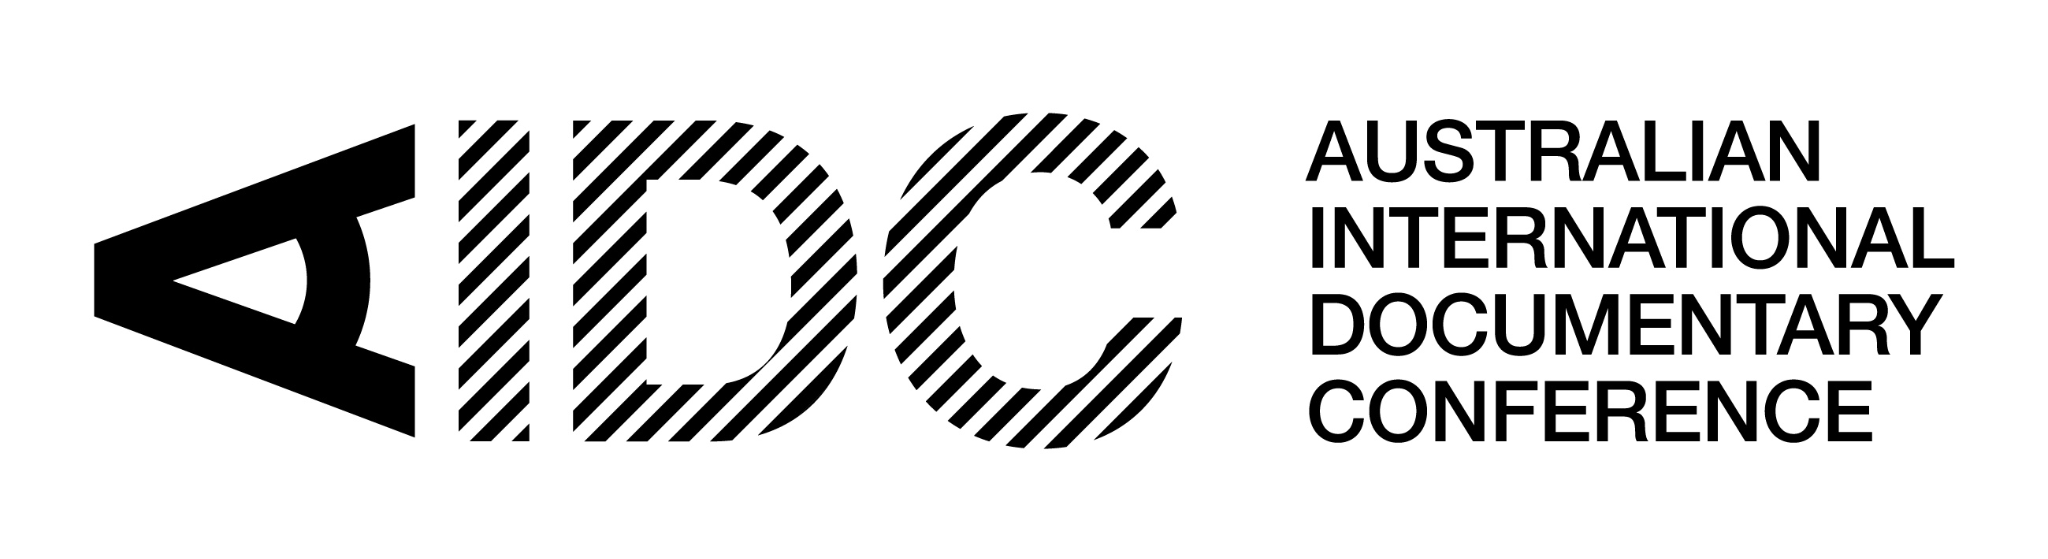 AIDC
AUSTRALIAN
INTERNATIONAL
DOCUMENTARY
CONFERENCE